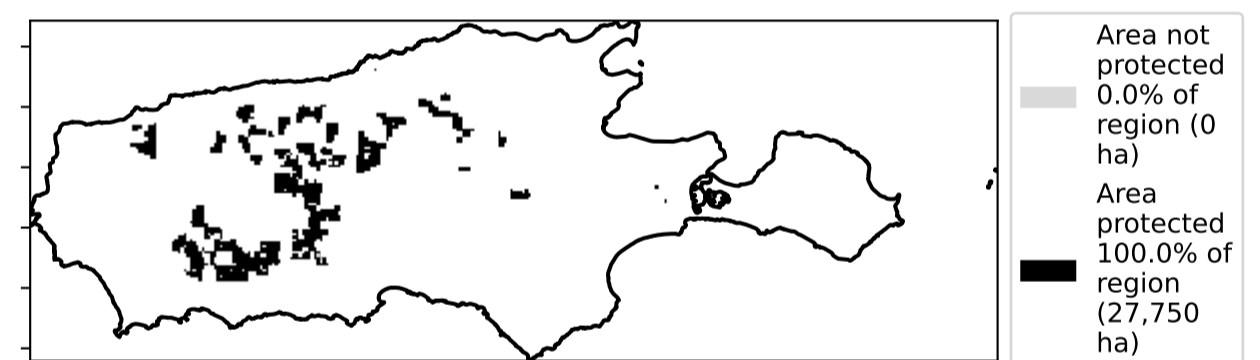 Area not
protected
0.0% of
region (0
ha)
Area
protected
100.0% of
region
(27,750
ha)